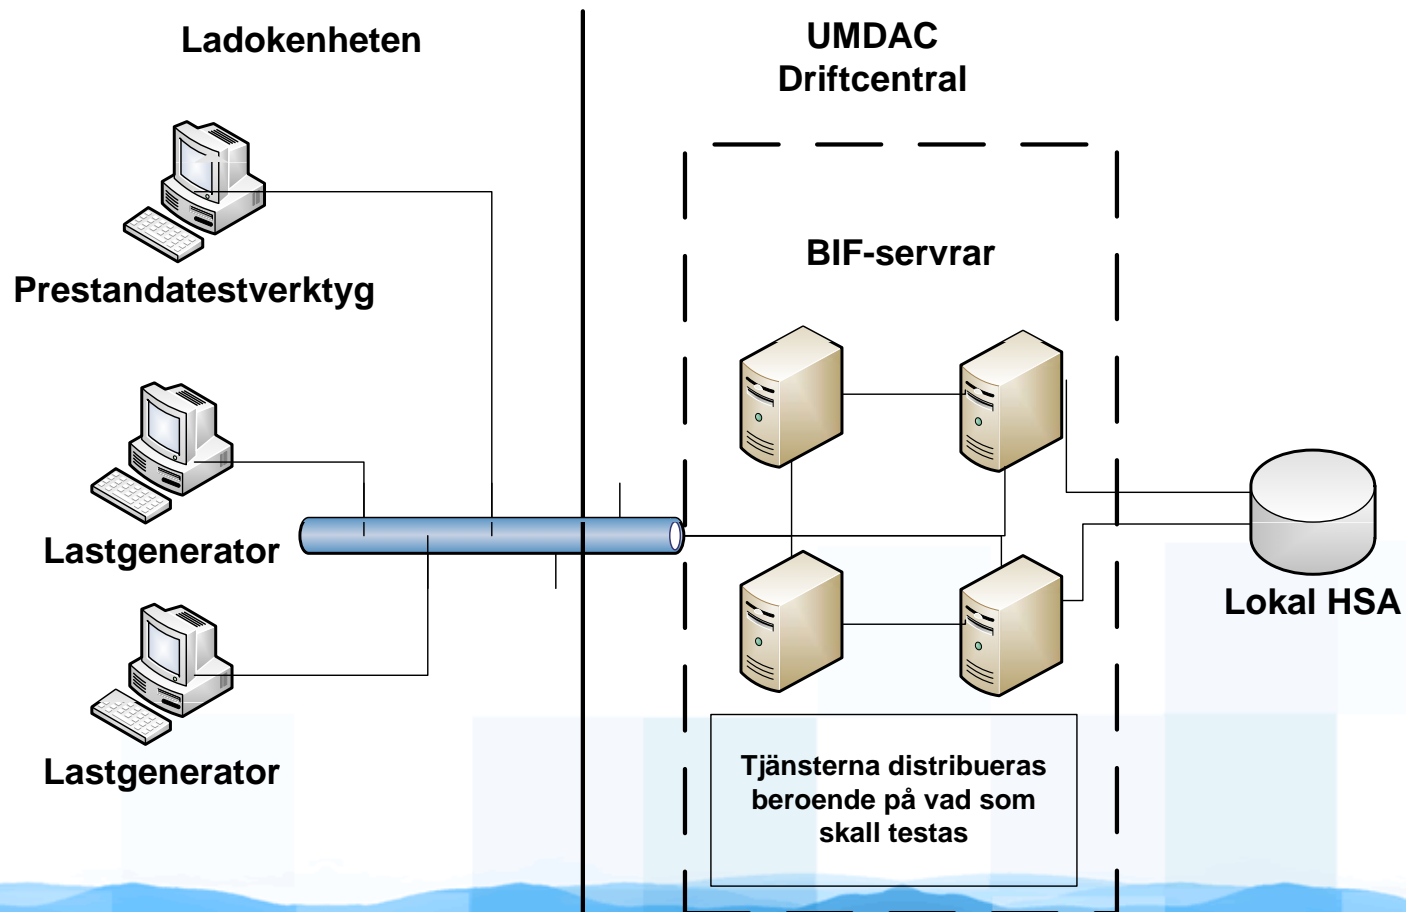 Ladokenheten
UMDAC
Driftcentral
Prestandatestverktyg
BIF-servrar
Lastgenerator
Lokal HSA
Lastgenerator
Tjänsterna distribueras
beroende på vad som
skall testas